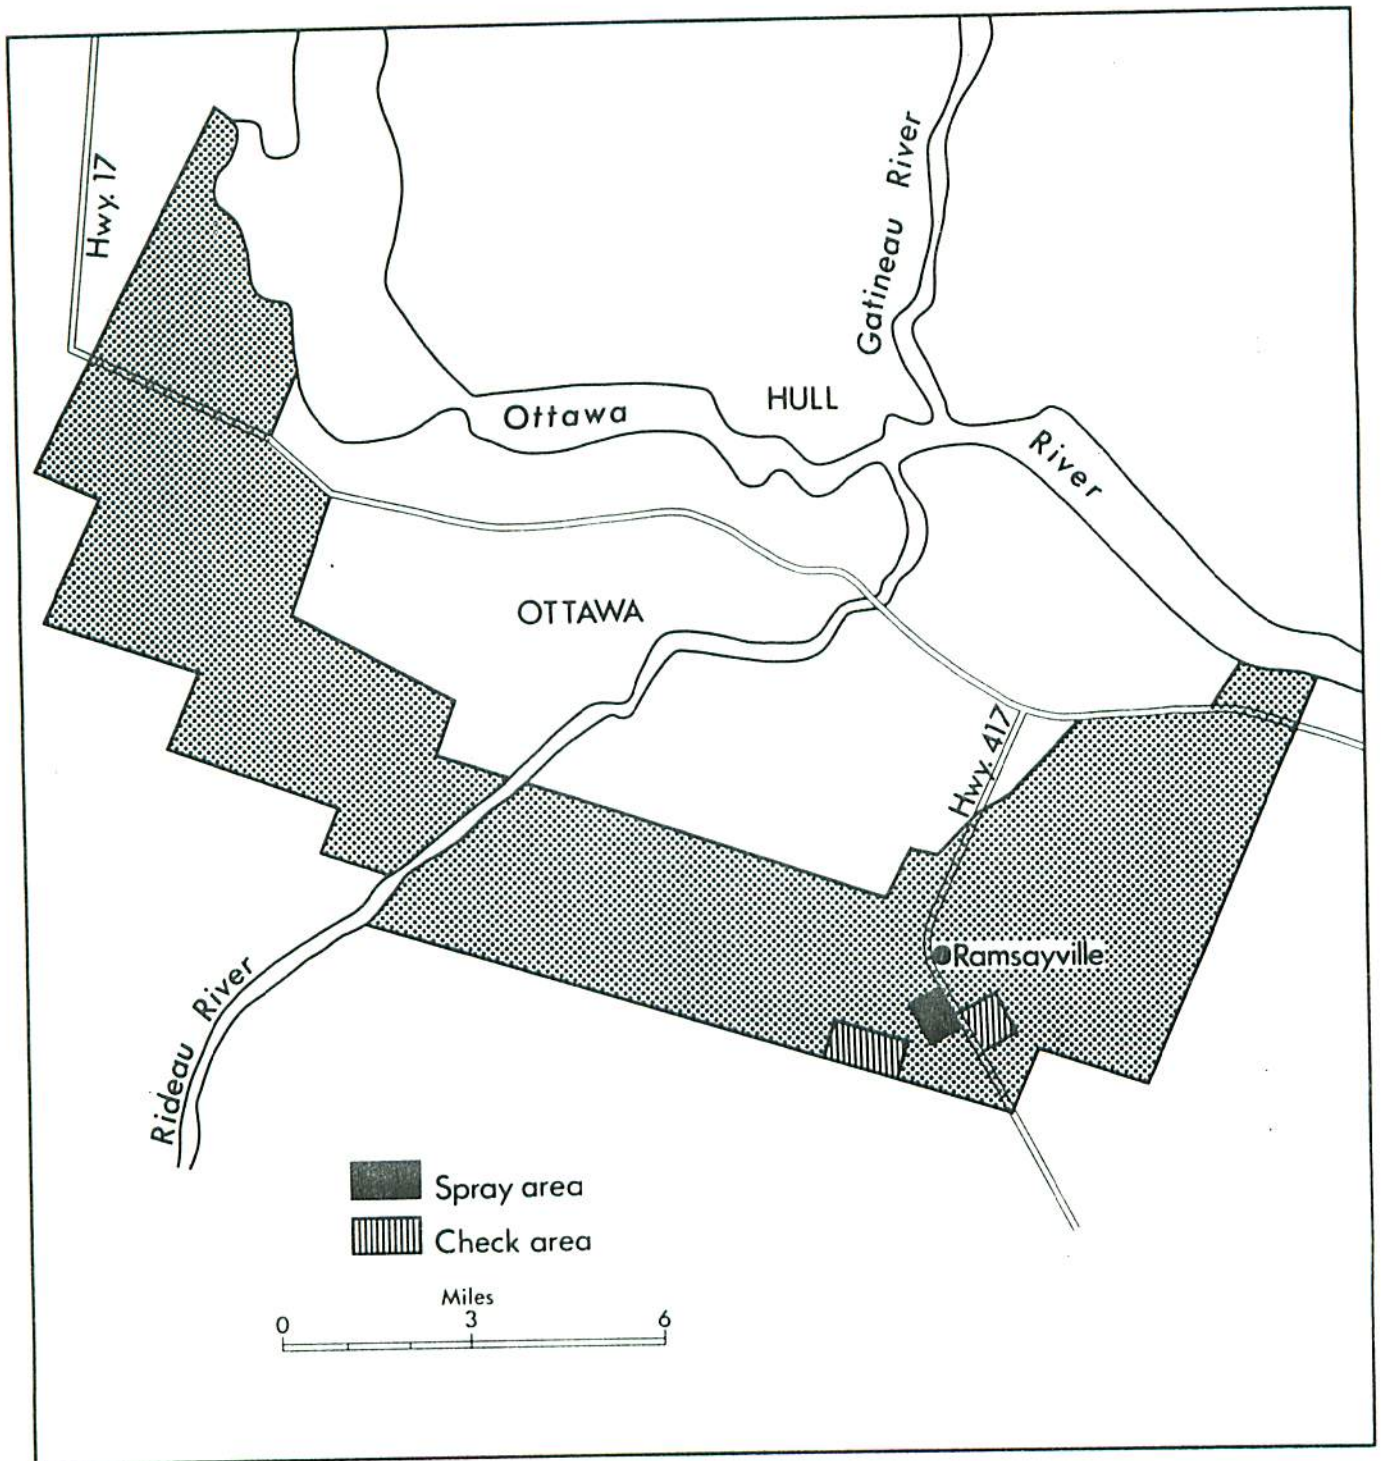 Hwy. 17
Gatineau River
HULL
Ottawa
River
OTTAWA
Hwy. 417
Ramsayville
Rideau River
Spray area
Check area
Miles
0 3 6